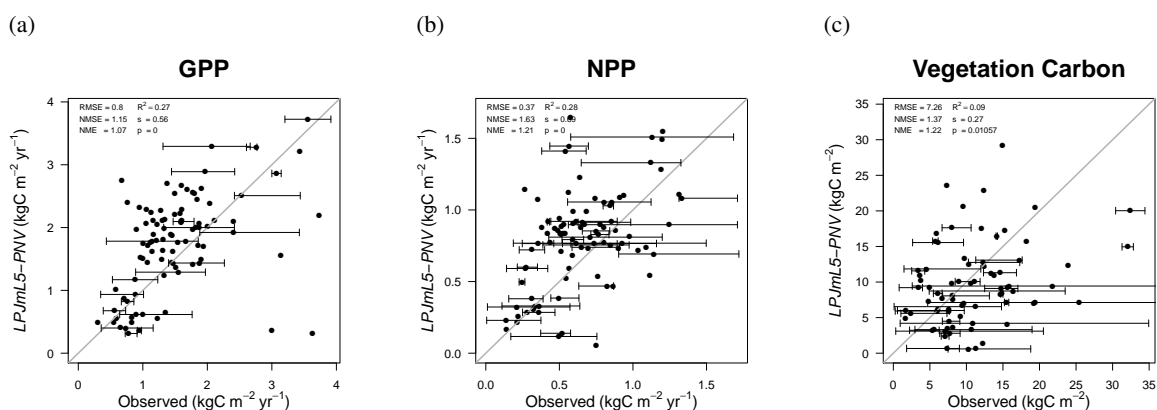 (a)
GPP
RMSE = 0.8 R² = 0.27
NMSE = 1.15 s = 0.56
NME = 1.07 p = 0
LPJmL5−PNV (kgC m−2 yr−1)
0 1 2 3 4
0 1 2 3 4
Observed (kgC m−2 yr−1)
(b)
NPP
RMSE = 0.37 R² = 0.28
NMSE = 1.63
NME = 1.21 p = 0
LPJmL5−PNV (kgC m−2 yr−1)
0.0 0.5 1.0 1.5
0.0 0.5 1.0 1.5
Observed (kgC m−2 yr−1)
(c)
Vegetation Carbon
RMSE = 7.26 R² = 0.09
NMSE = 1.37 s = 0.27
NME = 1.22 p = 0.01057
LPJmL5−PNV (kgC m−2)
0 5 10 15 20 25 30 35
0 5 10 15 20 25 30 35
Observed (kgC m−2)